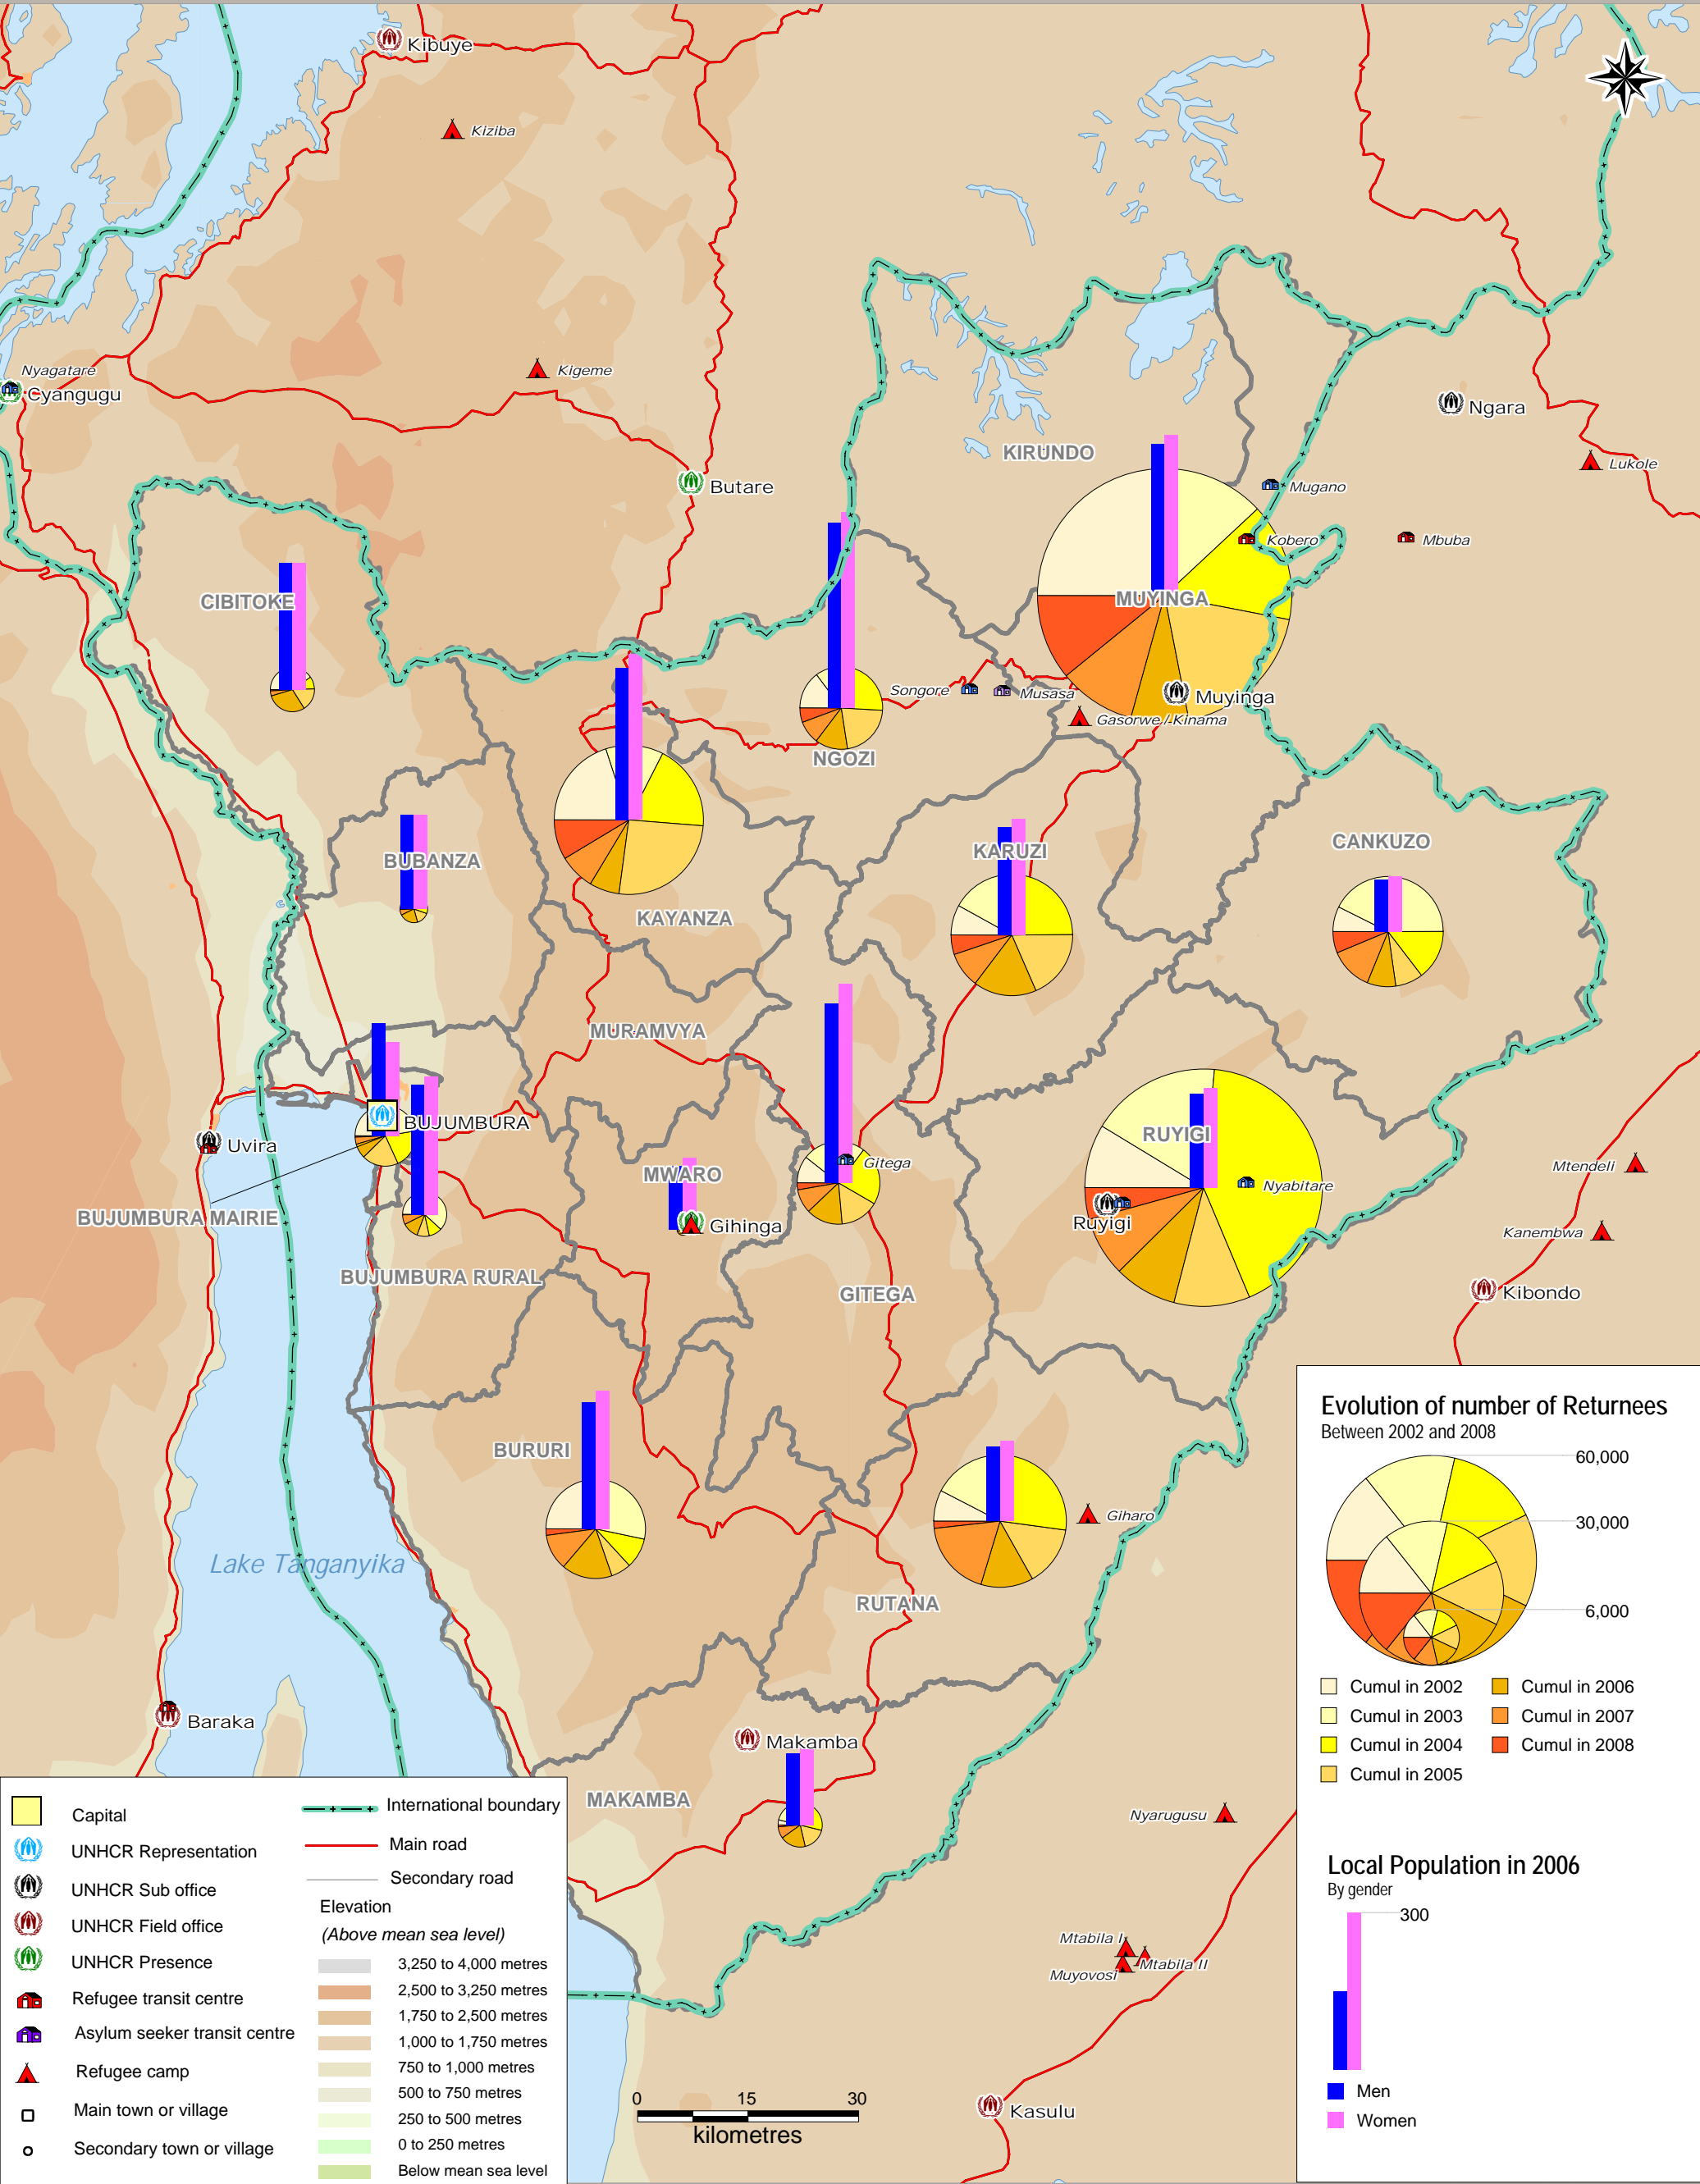 Kibuye
Kiziba
Nyagatare
Cyangugu
Kigeme
Ngara
KIRUNDO
Lukole
Butare
Mugano
Kobero
Mbuba
CIBITOKE
MUYINGA
Songore
Musasa
Muyinga
Gasorwe / Kinama
NGOZI
BUBANZA
KARUZI
CANKUZO
KAYANZA
MURAMVYA
BUJUMBURA
RUYIGI
Uvira
Gitega
Mtendeli
MWARO
Nyabitare
BUJUMBURA MAIRIE
Gihinga
Ruyigi
Kanembwa
BUJUMBURA RURAL
GITEGA
Kibondo
BURURI
Giharo
Lake Tanganyika
RUTANA
Baraka
Makamba
MAKAMBA
Nyarugusu
Mtabila I
Mtabila II
Muyovosi
Kasulu
Evolution of number of Returnees
Between 2002 and 2008
60,000
30,000
6,000
Cumul in 2002
Cumul in 2003
Cumul in 2004
Cumul in 2005
Cumul in 2006
Cumul in 2007
Cumul in 2008
Local Population in 2006
By gender
300
Men
Women
Capital
UNHCR Representation
UNHCR Sub office
UNHCR Field office
UNHCR Presence
Refugee transit centre
Asylum seeker transit centre
Refugee camp
Main town or village
Secondary town or village
International boundary
Main road
Secondary road
Elevation
(Above mean sea level)
3,250 to 4,000 metres
2,500 to 3,250 metres
1,750 to 2,500 metres
1,000 to 1,750 metres
750 to 1,000 metres
500 to 750 metres
250 to 500 metres
0 to 250 metres
Below mean sea level
0 15 30
kilometres